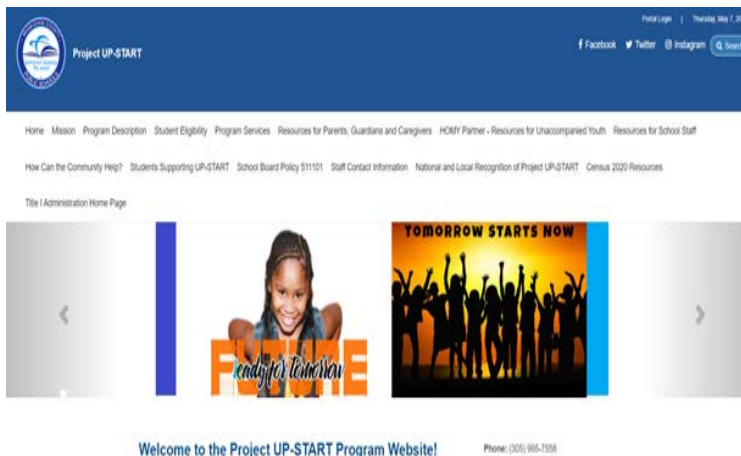 Portal Login | Thursday, May 7, 20
Project UP-START
Facebook Twitter Instagram Search
Home Mission Program Description Student Eligibility Program Services Resources for Parents, Guardians and Caregivers HOMY Partner - Resources for Unaccompanied Youth Resources for School Staff
How Can the Community Help? Students Supporting UP-START School Board Policy 511101 Staff Contact Information National and Local Recognition of Project UP-START Census 2020 Resources
Title I Administration Home Page
TOMORROW STARTS NOW
FUTURE
Ready for tomorrow
Welcome to the Project UP-START Program Website!
Phone: (305) 995-7558